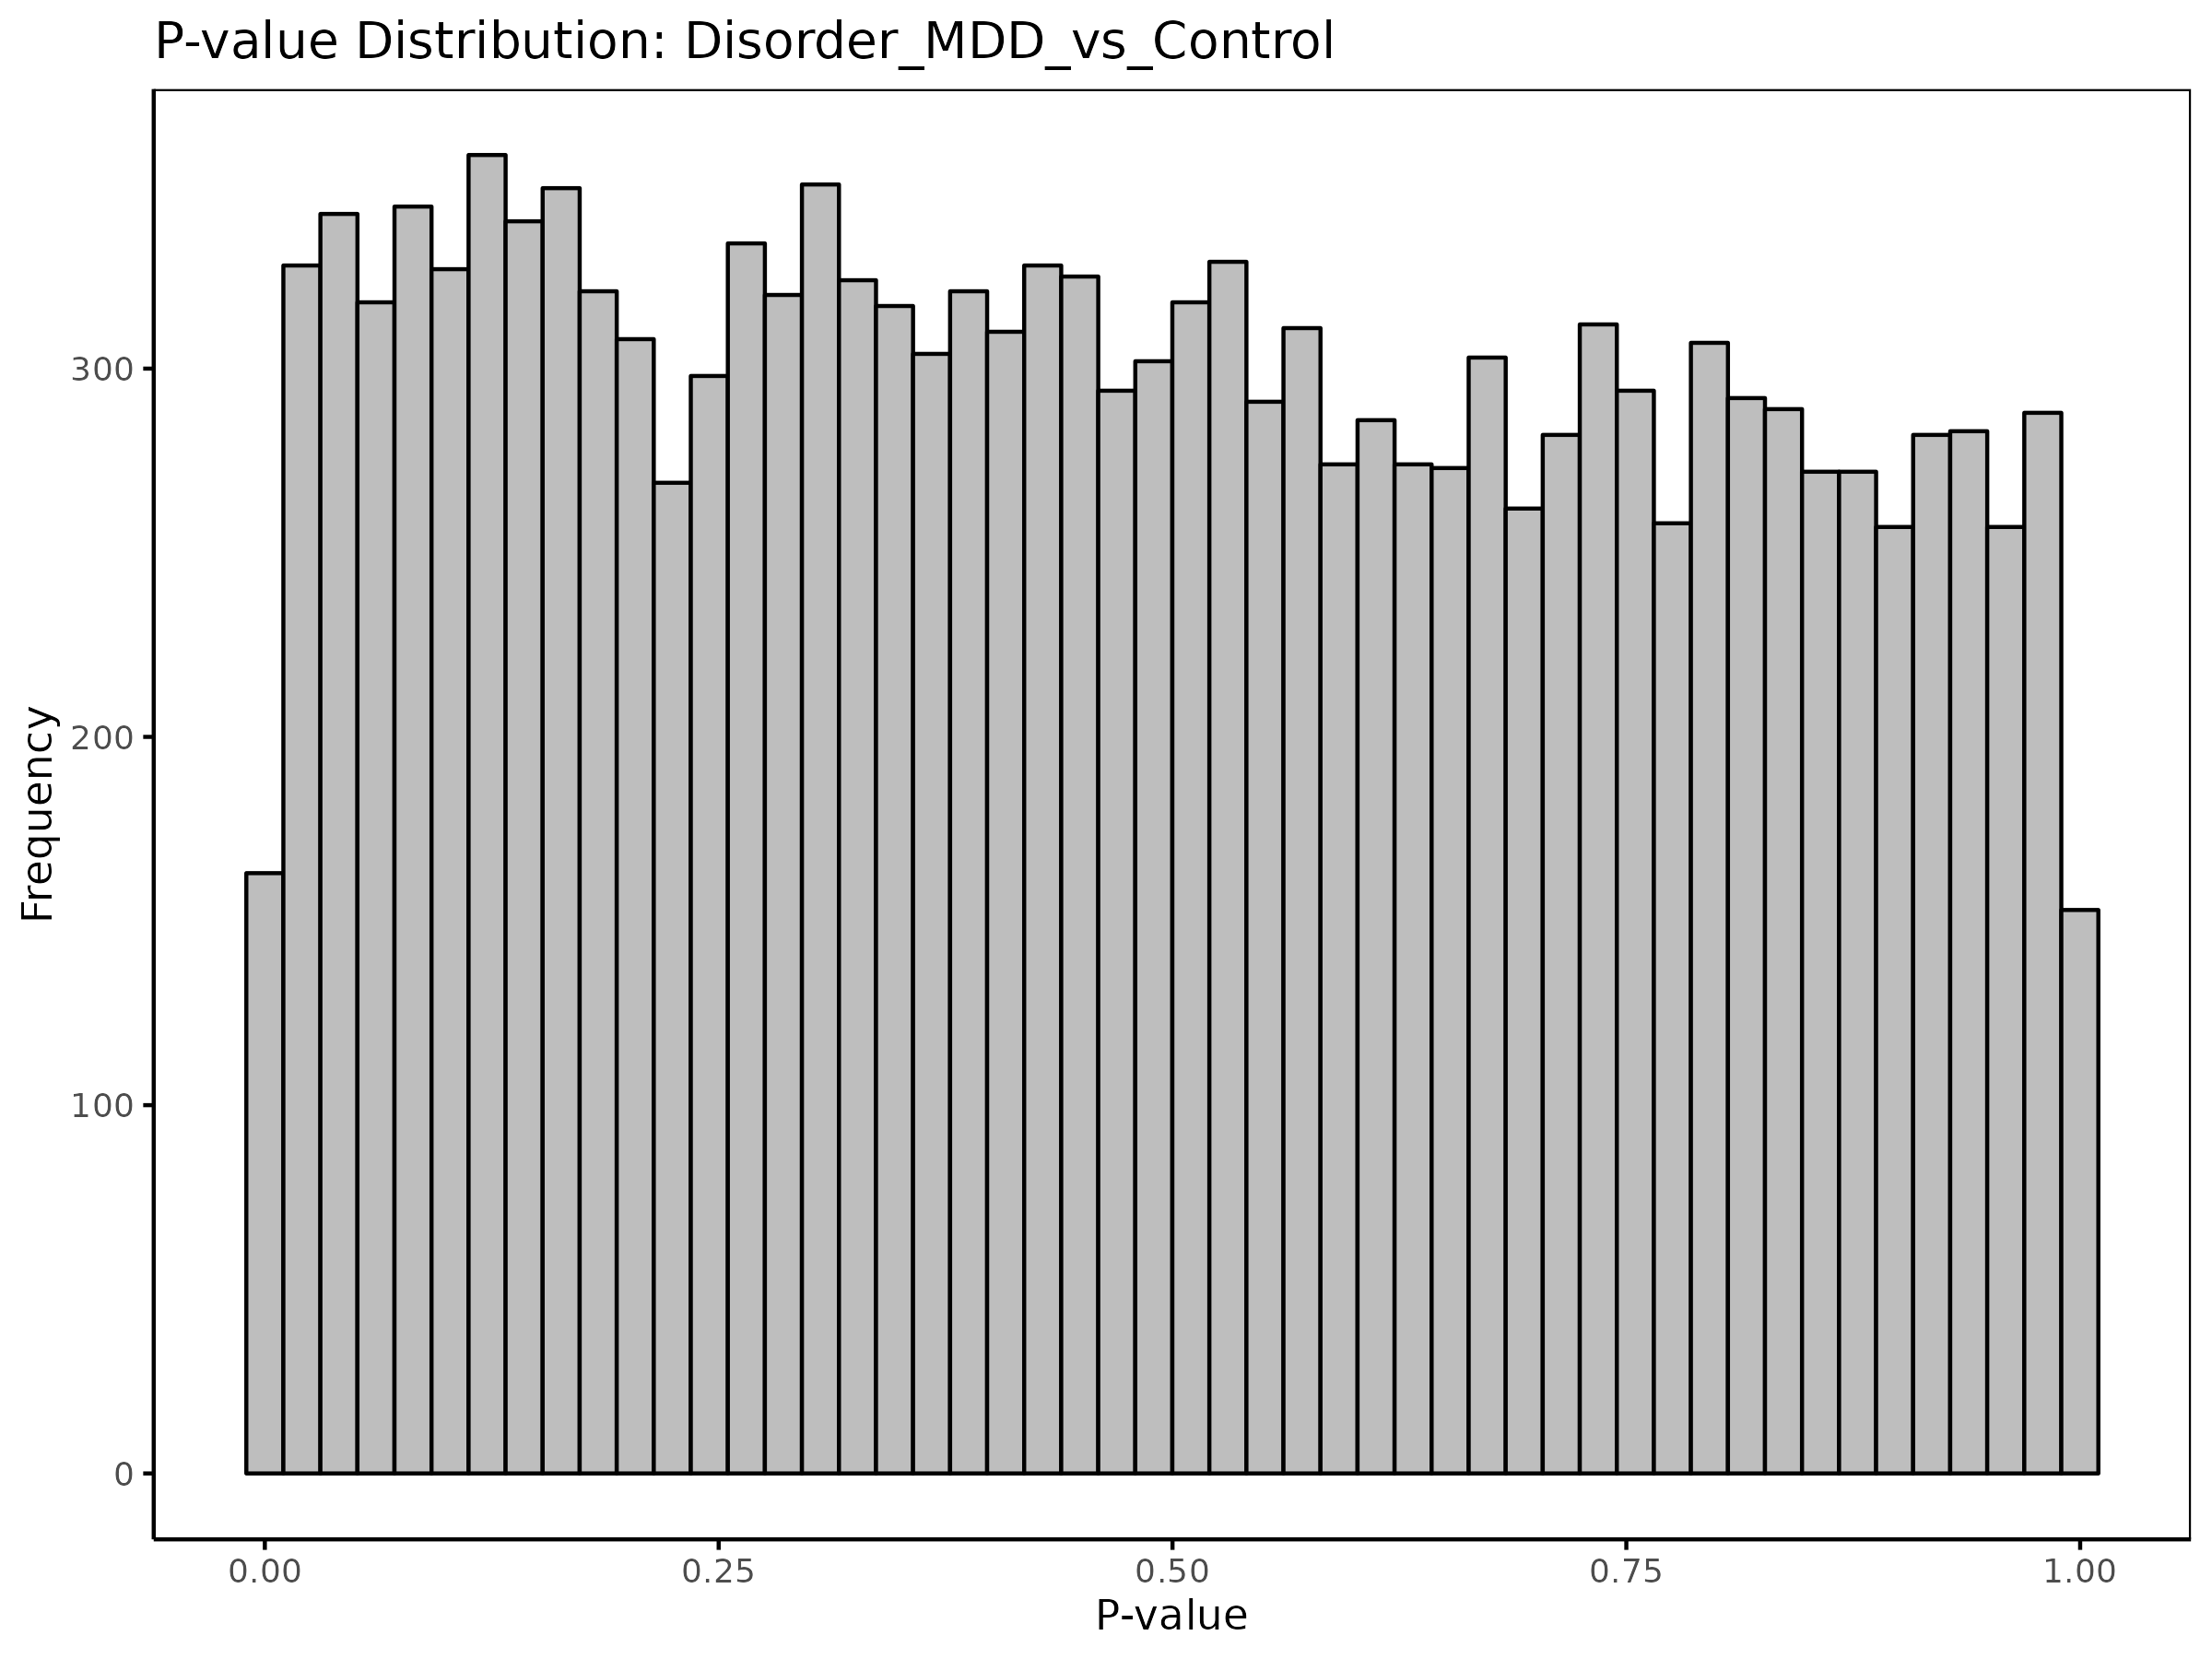 P-value Distribution: Disorder_MDD_vs_Control
Frequency
300
200
100
0
0.00 0.25 0.50 0.75 1.00
P-value